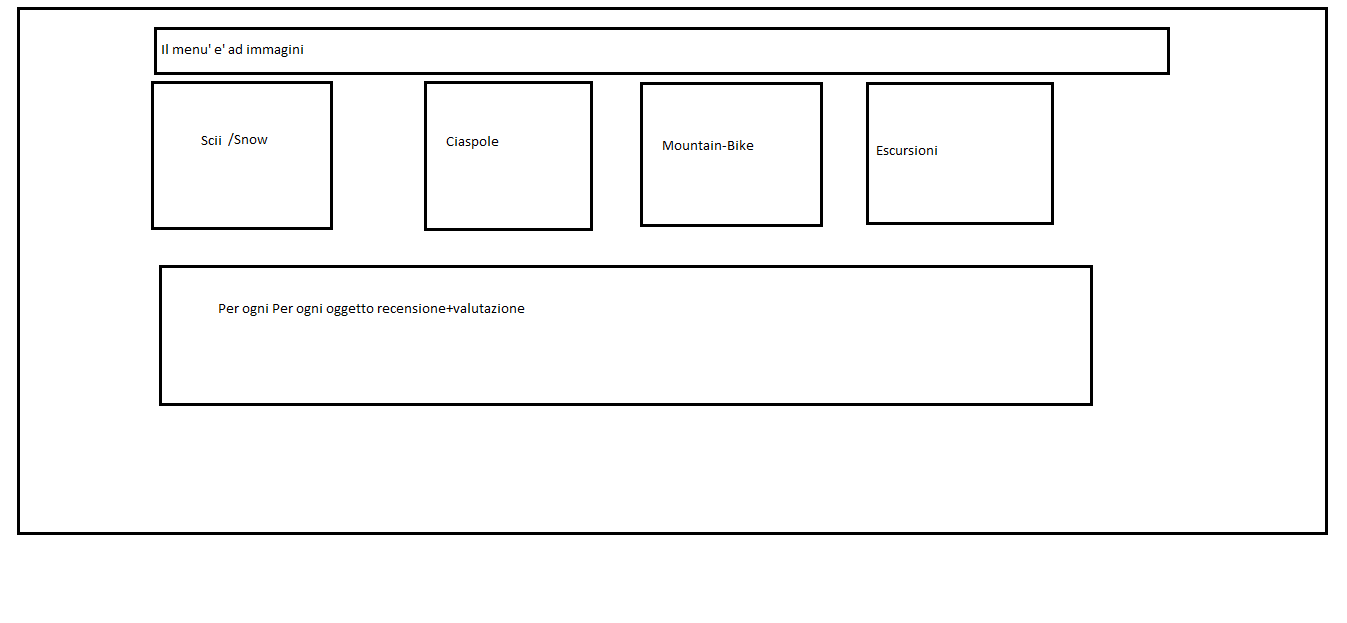 Il menu' e' ad immagini
Scii /Snow
Ciaspole
Mountain-Bike
Escursioni
Per ogni Per ogni oggetto recensione+valutazione